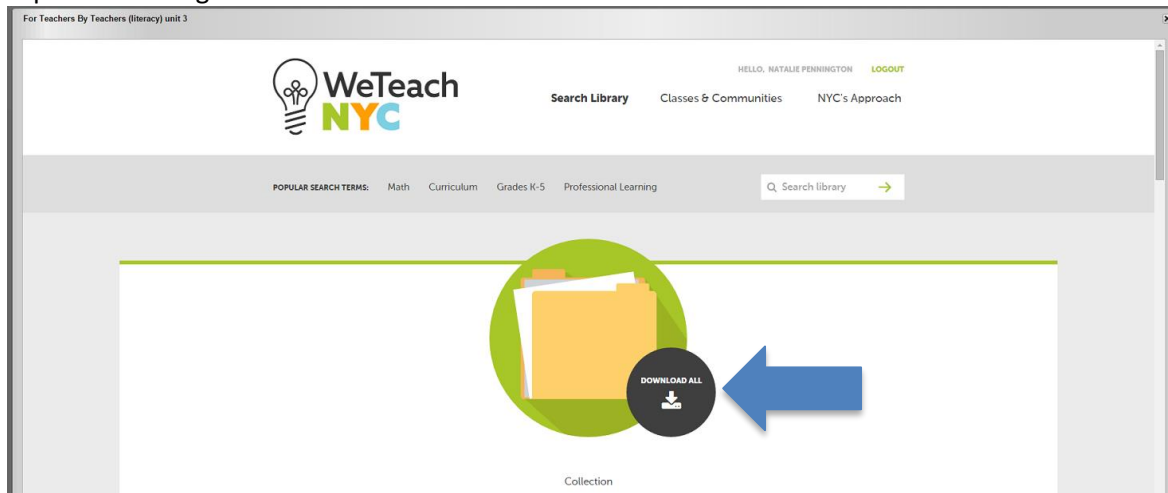 For Teachers By Teachers (literacy) unit 3
HELLO, NATALIE PENNINGTON LOGOUT
WeTeach
NYC
Search Library Classes & Communities NYC's Approach
POPULAR SEARCH TERMS: Math Curriculum Grades K-5 Professional Learning Search library
DOWNLOAD ALL
Collection